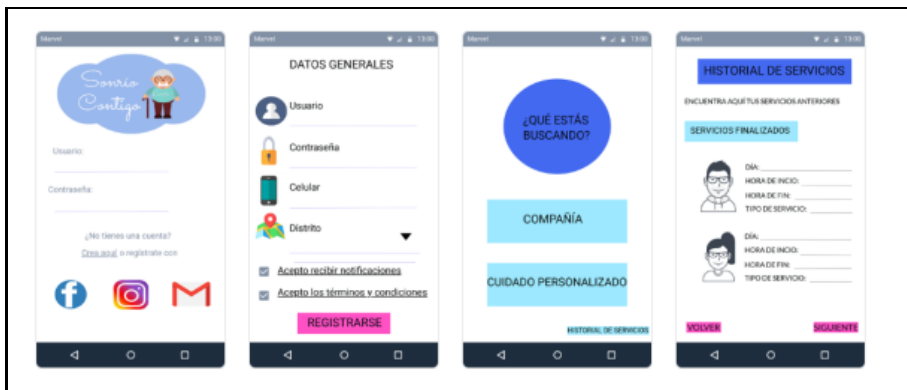 Marvel 13:00
Sonrío
Contigo
Usuario:
Contraseña:
¿No tienes una cuenta?
Crea aquí o regístrate con
Marvel 13:00
DATOS GENERALES
Usuario
Contraseña
Celular
Distrito
Acepto recibir notificaciones
Acepto los términos y condiciones
REGISTRARSE
Marvel 13:00
¿QUÉ ESTÁS
BUSCANDO?
COMPAÑÍA
CUIDADO PERSONALIZADO
HISTORIAL DE SERVICIOS
Marvel 13:00
HISTORIAL DE SERVICIOS
ENCUENTRA AQUÍ TUS SERVICIOS ANTERIORES
SERVICIOS FINALIZADOS
DÍA:
HORA DE INCIO:
HORA DE FIN:
TIPO DE SERVICIO:
DÍA:
HORA DE INICIO:
HORA DE FIN:
TIPO DE SERVICIO:
VOLVER SIGUIENTE